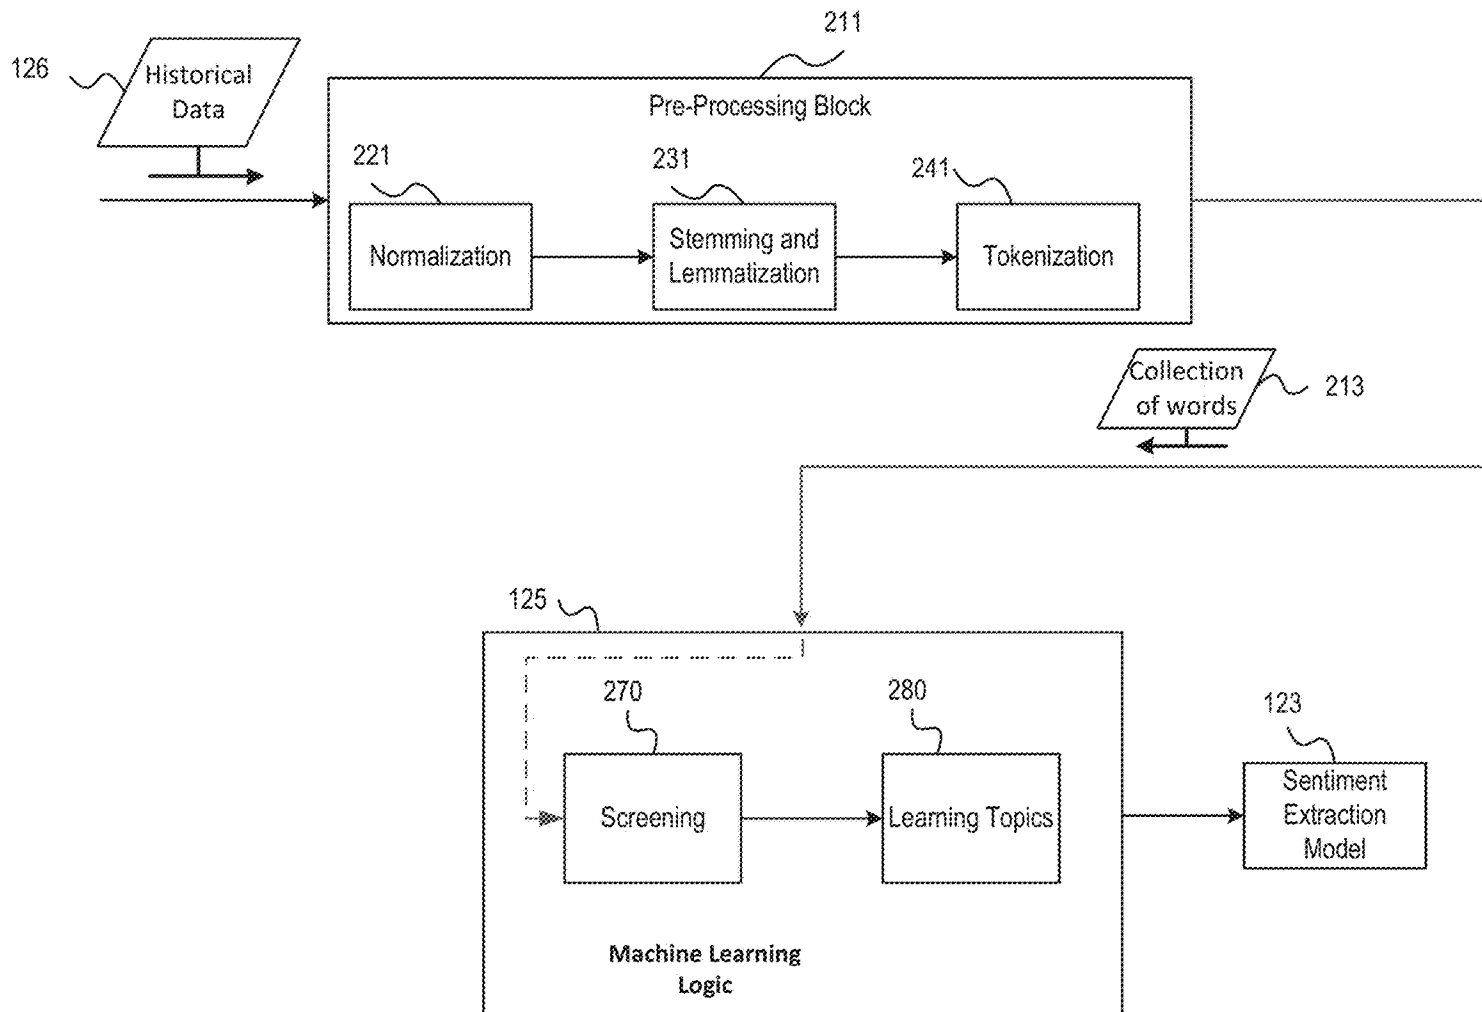 211
126
Historical
Data
Pre-Processing Block
221
231
241
Normalization
Stemming and
Lemmatization
Tokenization
Collection
of words
213
125
270
280
123
Screening
Learning Topics
Sentiment
Extraction
Model
Machine Learning
Logic